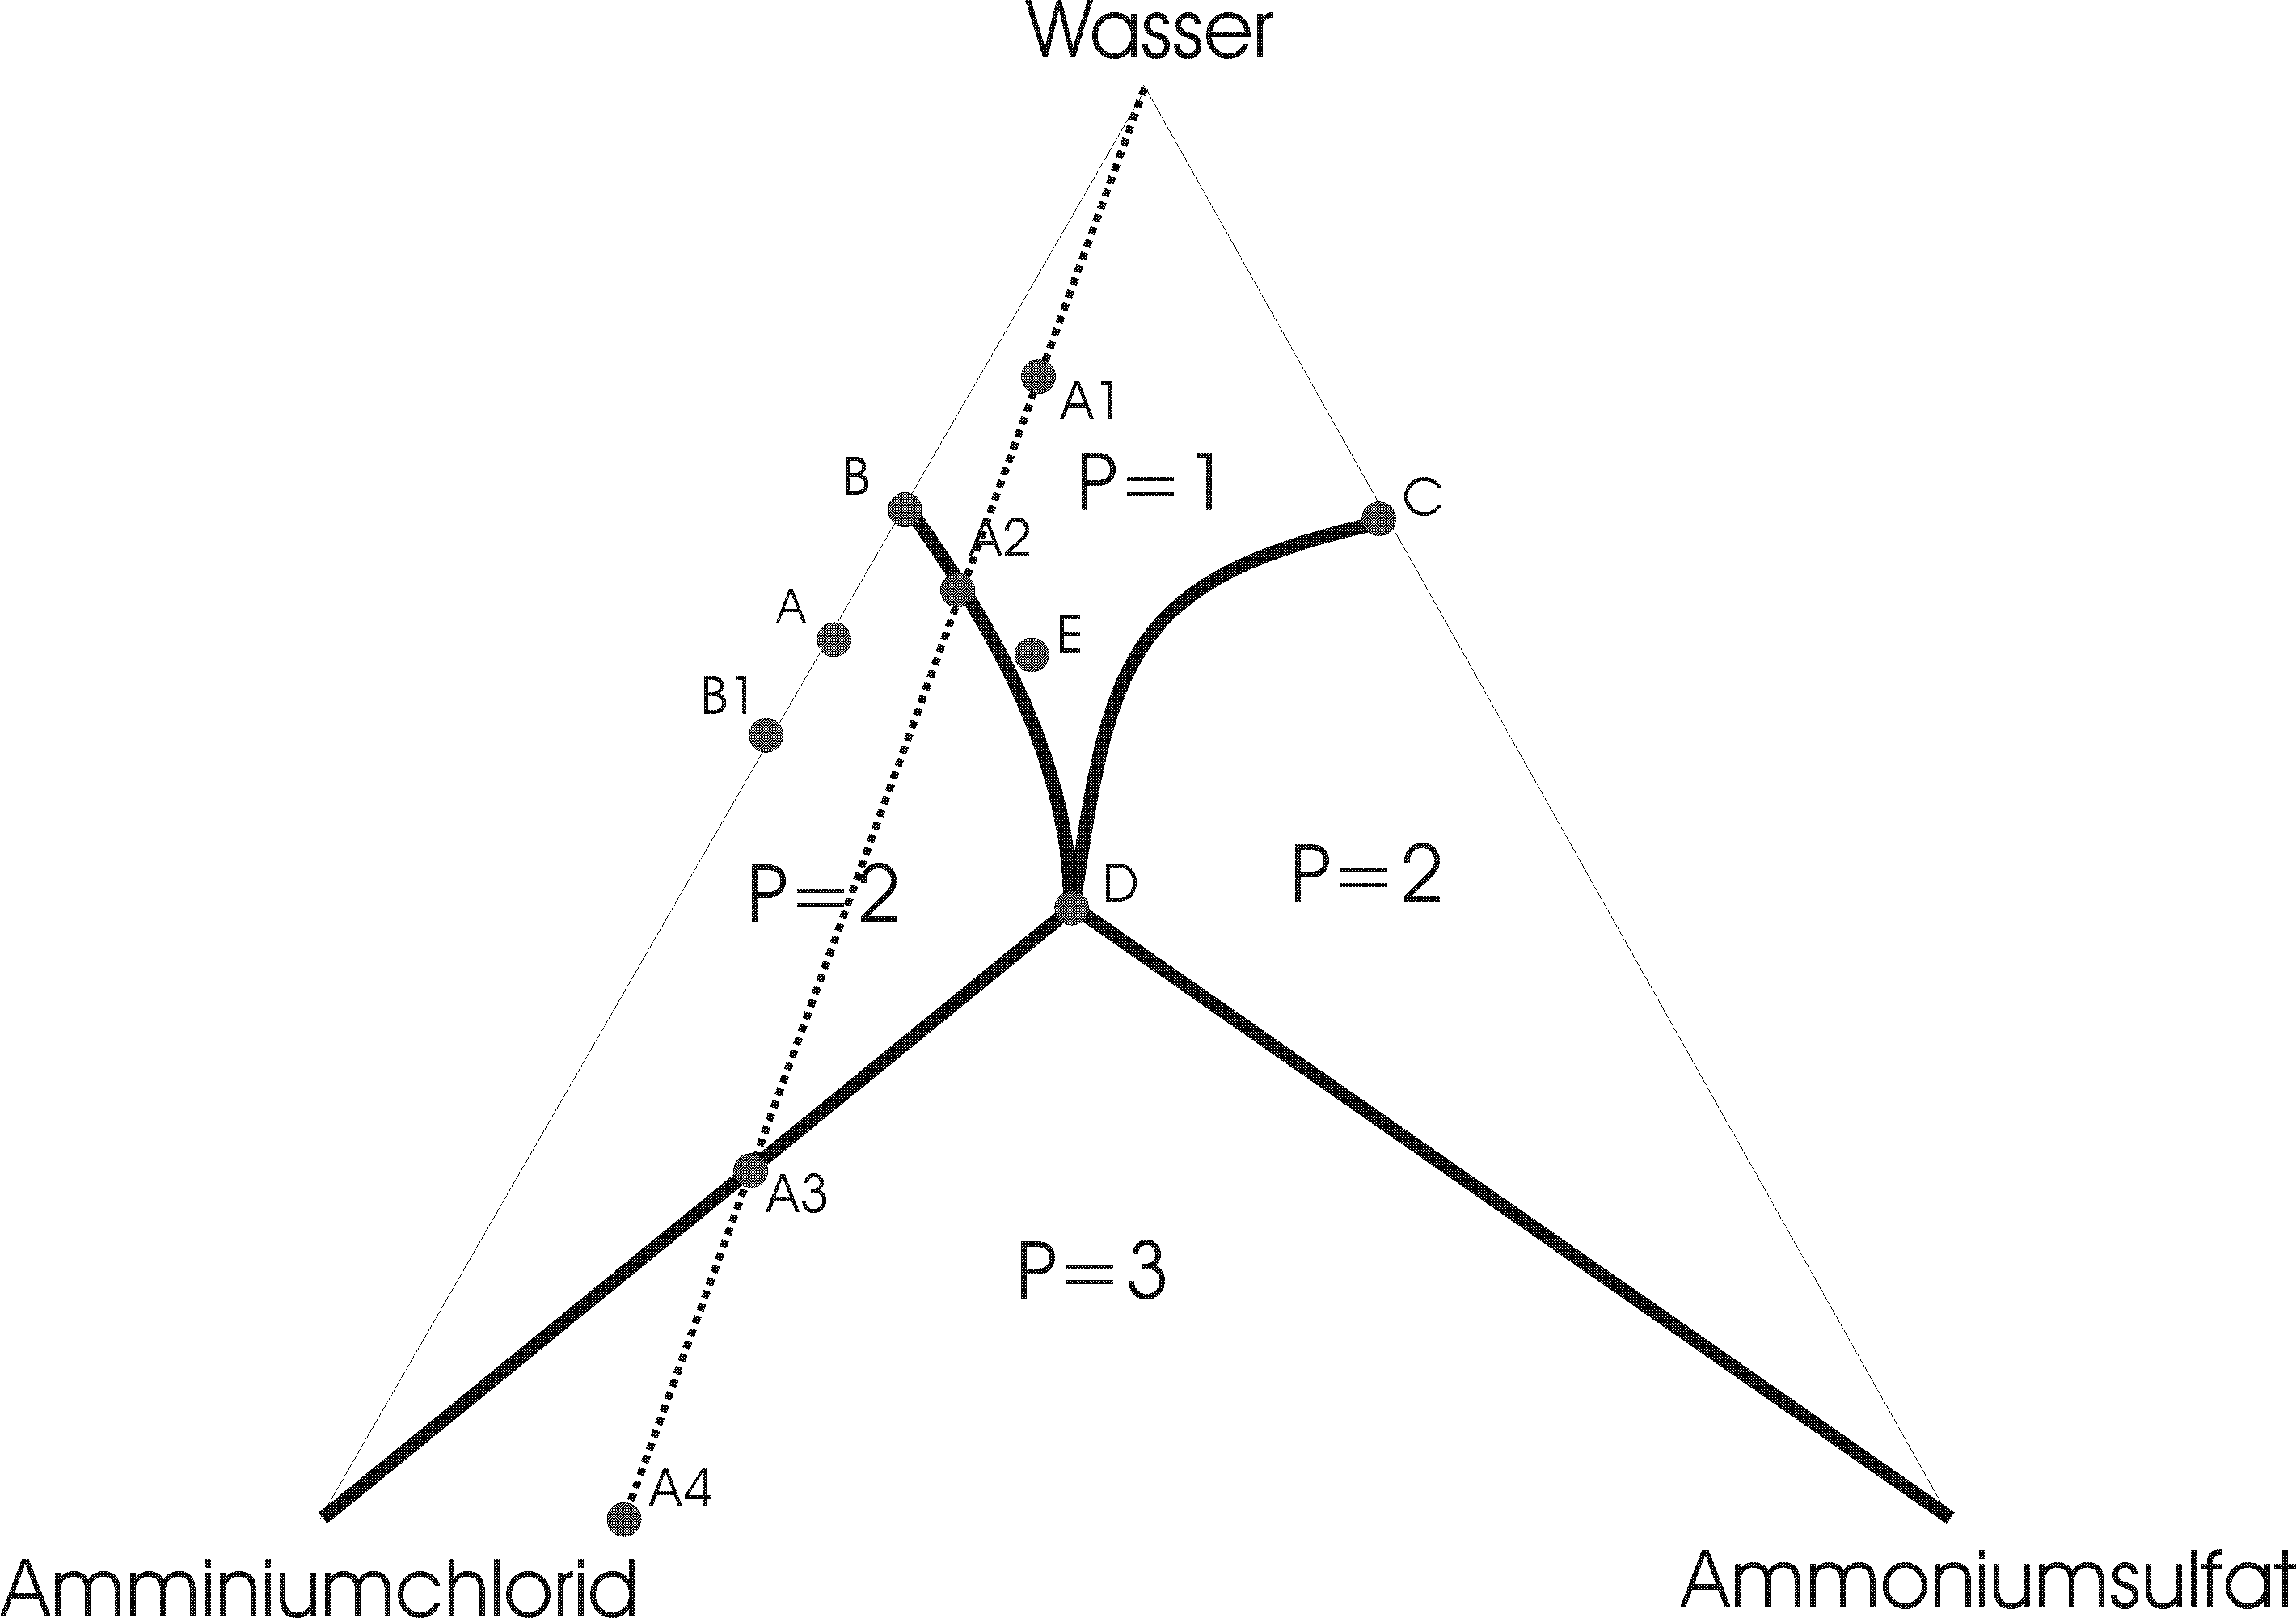 Wasser
A1
P=1
B
C
A2
A
E
B1
P=2
D
P=2
A3
P=3
A4
Amminiumchlorid
Ammoniumsulfat